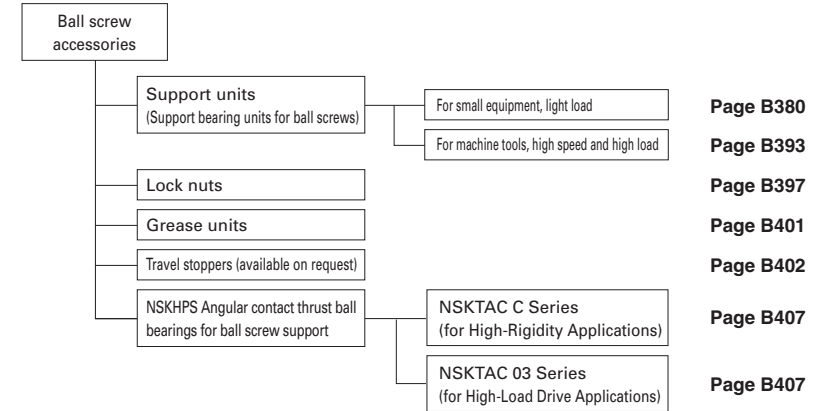 Ball screw
accessories
Support units
(Support bearing units for ball screws)
For small equipment, light load
Page B380
For machine tools, high speed and high load
Page B393
Lock nuts
Page B397
Grease units
Page B401
Travel stoppers (available on request)
Page B402
NSKHPS Angular contact thrust ball
bearings for ball screw support
NSKTAC C Series
(for High-Rigidity Applications)
Page B407
NSKTAC 03 Series
(for High-Load Drive Applications)
Page B407